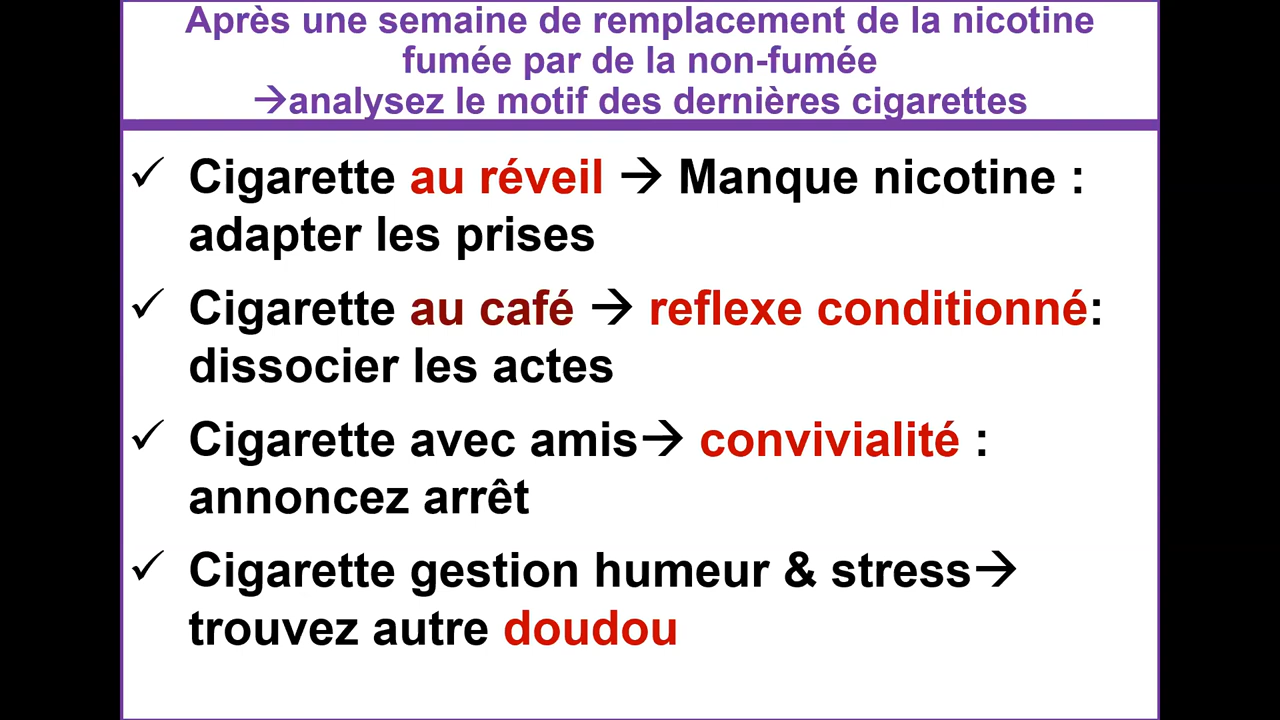 Après une semaine de remplacement de la nicotine
fumée par de la non-fumée
→analysez le motif des dernières cigarettes
✓ Cigarette au réveil → Manque nicotine :
adapter les prises
✓ Cigarette au café → reflexe conditionné:
dissocier les actes
✓ Cigarette avec amis→ convivialité :
annoncez arrêt
✓ Cigarette gestion humeur & stress→
trouvez autre doudou